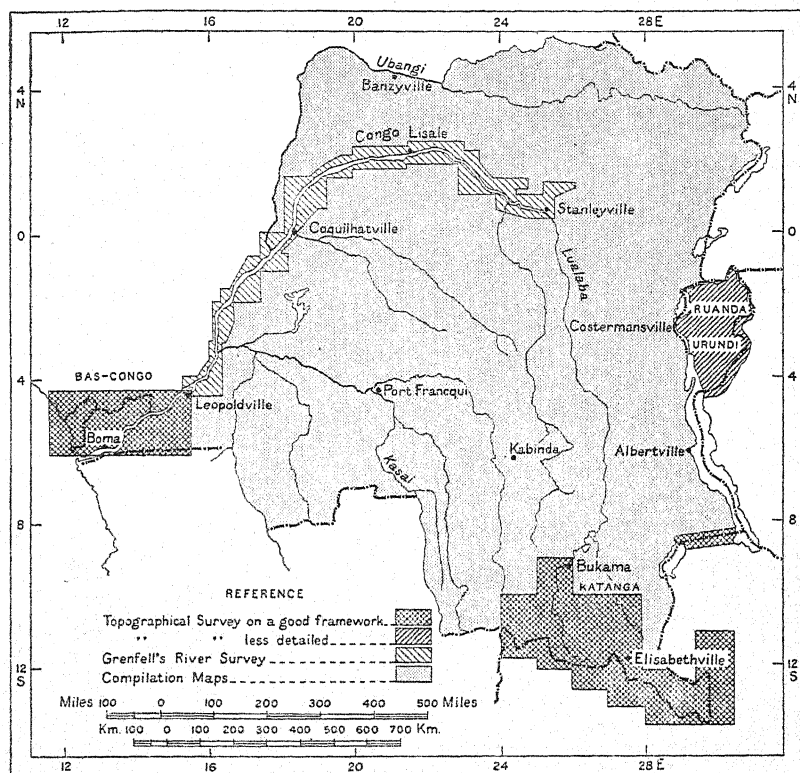 12 16 20 24 28 E
4
N
4
N
Ubangi
Banzyville
Congo Lisale
Stanleyville
0
0
Coquilhatville
Lualaba
RUANDA
Costermansville
URUNDI
BAS-CONGO
4
4
Leopoldville
Port Francqui
Boma
Kabinda
Albertville
Kasai
8
8
Bukama
KATANGA
REFERENCE
Topographical Survey on a good framework
" " less detailed
Grenfell's River Survey
Compilation Maps
Elisabethville
12
S
12
S
Miles 100 0 100 200 300 400 500 Miles
Km. 100 0 100 200 300 400 500 600 700 Km.
12 16 20 24 28 E